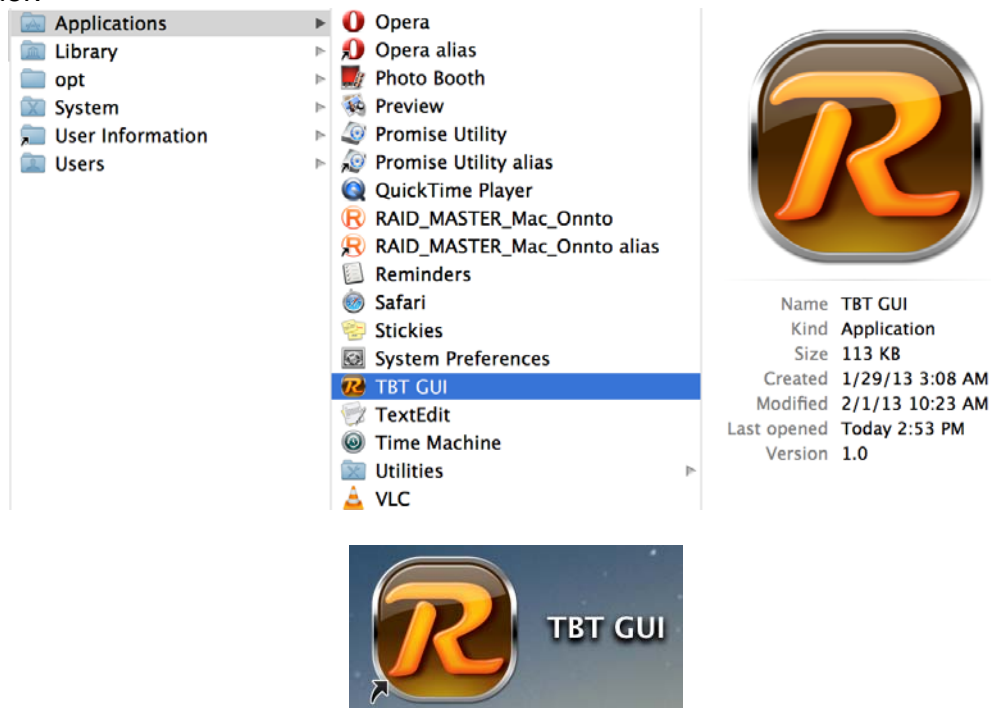 Applications
Library
opt
System
User Information
Users
Opera
Opera alias
Photo Booth
Preview
Promise Utility
Promise Utility alias
QuickTime Player
RAID_MASTER_Mac_Onnto
RAID_MASTER_Mac_Onnto alias
Reminders
Safari
Stickies
System Preferences
TBT GUI
TextEdit
Time Machine
Utilities
VLC
R
Name TBT GUI
Kind Application
Size 113 KB
Created 1/29/13 3:08 AM
Modified 2/1/13 10:23 AM
Last opened Today 2:53 PM
Version 1.0
R
TBT GUI